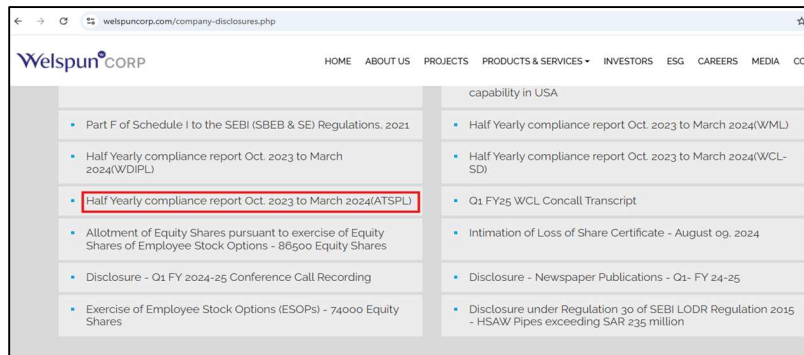 welspuncorp.com/company-disclosures.php
Welspun CORP
HOME ABOUT US PROJECTS PRODUCTS & SERVICES INVESTORS ESG CAREERS MEDIA CO
capability in USA
Part F of Schedule I to the SEBI (SBEB & SE) Regulations, 2021
Half Yearly compliance report Oct. 2023 to March 2024(WML)
Half Yearly compliance report Oct. 2023 to March
2024(WDIPL)
Half Yearly compliance report Oct. 2023 to March 2024(WCL-
SD)
Half Yearly compliance report Oct. 2023 to March 2024(ATSPL)
Q1 FY25 WCL Concall Transcript
Allotment of Equity Shares pursuant to exercise of Equity
Shares of Employee Stock Options - 86500 Equity Shares
Intimation of Loss of Share Certificate - August 09, 2024
Disclosure - Q1 FY 2024-25 Conference Call Recording
Disclosure - Newspaper Publications - Q1- FY 24-25
Exercise of Employee Stock Options (ESOPs) - 74000 Equity
Shares
Disclosure under Regulation 30 of SEBI LODR Regulation 2015
- HSAW Pipes exceeding SAR 235 million